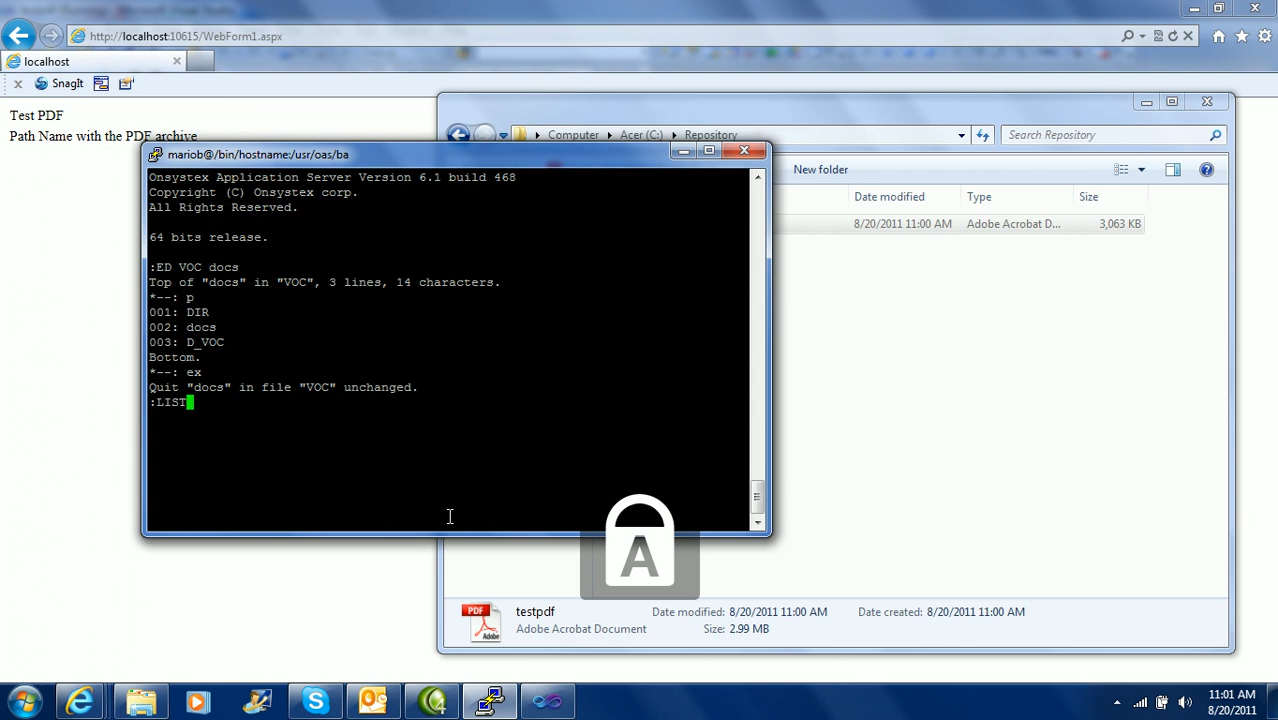 http://localhost:10615/WebForm1.aspx
localhost
SnagIt
Test PDF
Path Name with the PDF archive
Computer Acer (C:) Repository
Search Repository
New folder
Date modified Type Size
8/20/2011 11:00 AM Adobe Acrobat D... 3,063 KB
mariob@/bin/hostname:/usr/oas/ba
Onsystex Application Server Version 6.1 build 468
Copyright (C) Onsystex corp.
All Rights Reserved.
64 bits release.
:ED VOC docs
Top of "docs" in "VOC", 3 lines, 14 characters.
*--: p
001: DIR
002: docs
003: D_VOC
Bottom.
*--: ex
Quit "docs" in file "VOC" unchanged.
:LIST
A
PDF
Adobe
testpdf
Adobe Acrobat Document
Date modified: 8/20/2011 11:00 AM
Size: 2.99 MB
Date created: 8/20/2011 11:00 AM
11:01 AM
8/20/2011